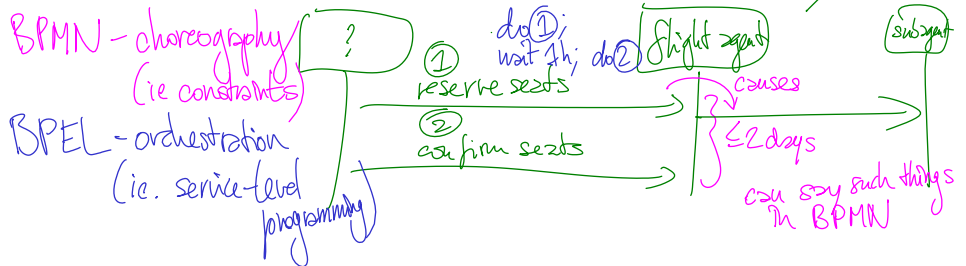 BPMN - choreography
(ie constraints)
BPEL - orchestration
(ie. service-level
programming)
?
do ①;
wait 1h; do ②
flight agent
subagent
①
reserve seats
②
confirm seats
causes
≤ 2 days
can say such things
in BPMN